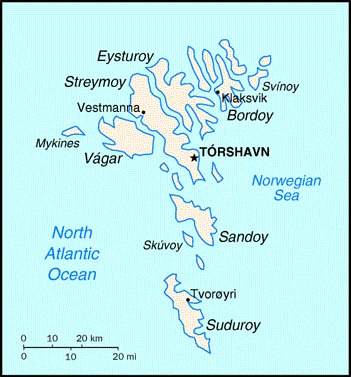 Eysturoy
Streymoy
Svínoy
Klaksvik
Vestmanna
Bordoy
Mykines
TÓRSHAVN
Vágar
Norwegian
Sea
North
Atlantic
Ocean
Skúvoy
Sandoy
Tvorøyri
Suduroy
0 10 20 km
0 10 20 mi